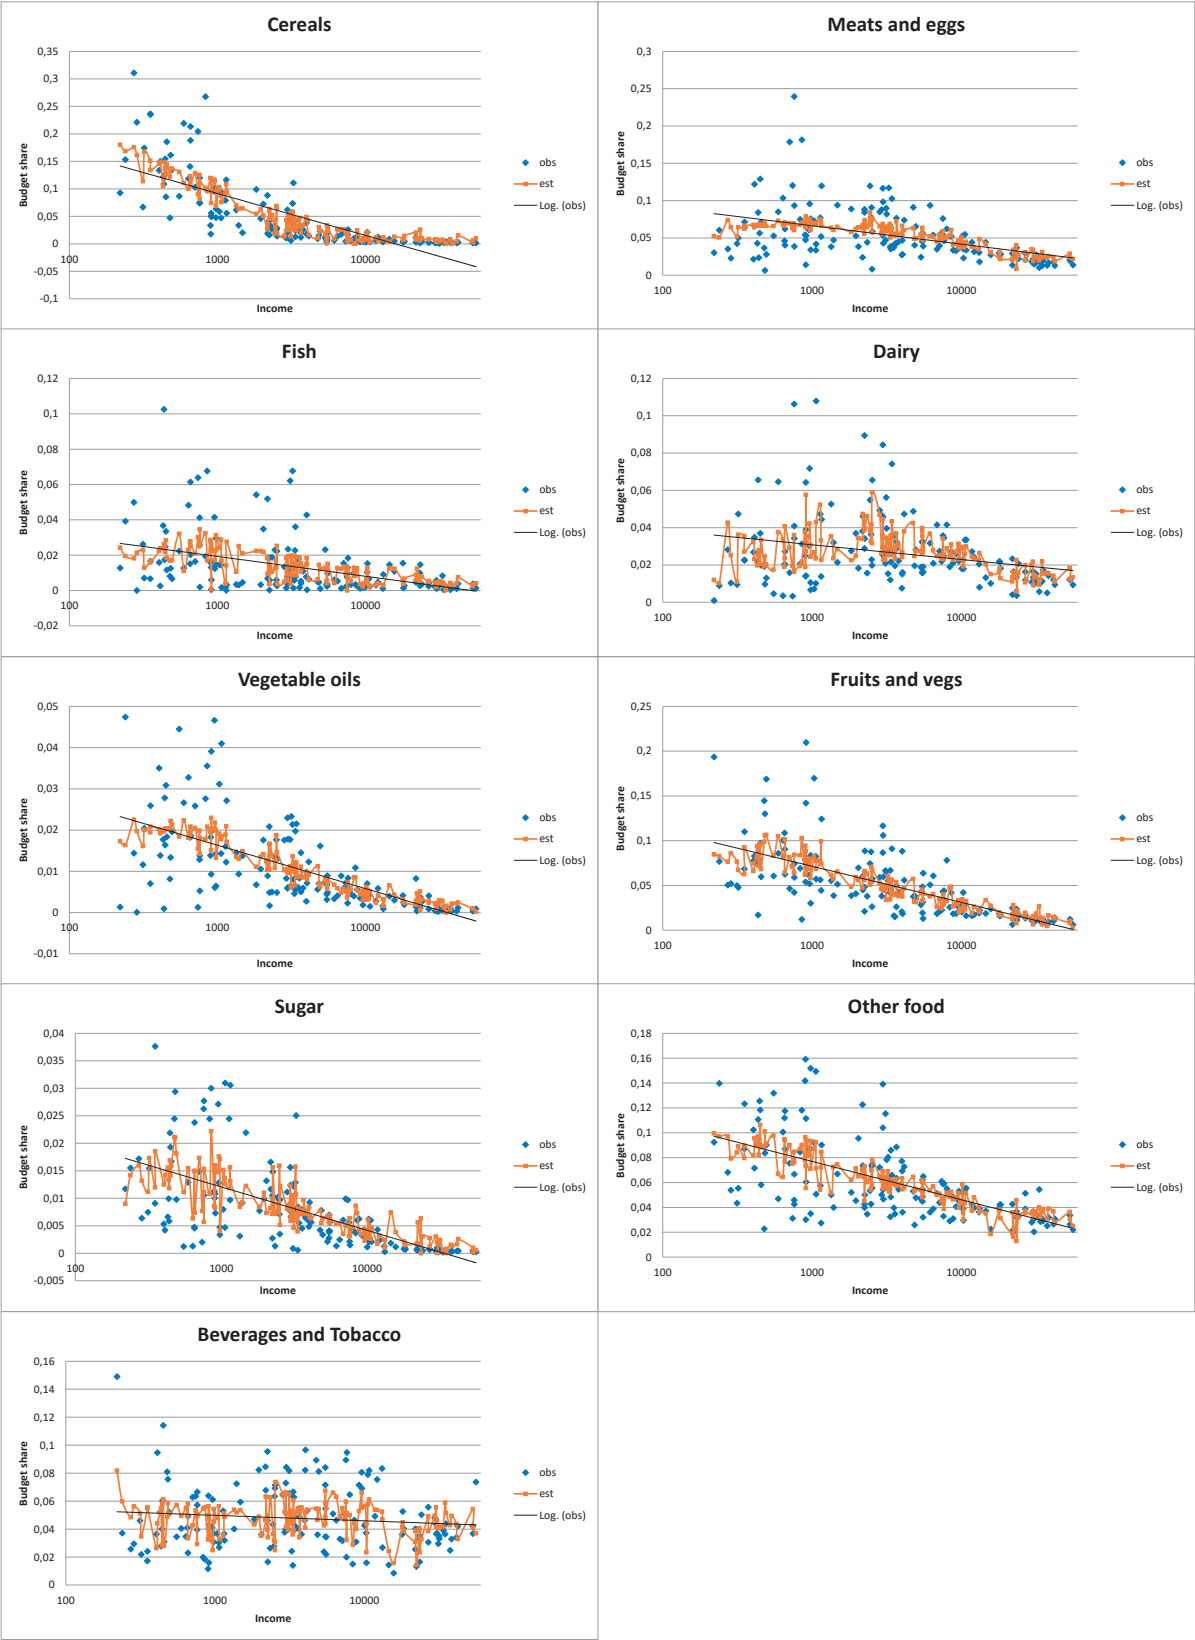 Cereals
0,35
0,3
0,25
0,2
0,15
0,1
0,05
0
-0,05
-0,1
100
1000
10000
Budget share
Income
obs
est
Log. (obs)
Meats and eggs
0,3
0,25
0,2
0,15
0,1
0,05
0
100
1000
10000
Budget share
Income
obs
est
Log. (obs)
Fish
0,12
0,1
0,08
0,06
0,04
0,02
0
-0,02
100
1000
10000
Budget share
Income
obs
est
Log. (obs)
Dairy
0,12
0,1
0,08
0,06
0,04
0,02
0
100
1000
10000
Budget share
Income
obs
est
Log. (obs)
Vegetable oils
0,05
0,04
0,03
0,02
0,01
0
-0,01
100
1000
10000
Budget share
Income
obs
est
Log. (obs)
Fruits and vegs
0,25
0,2
0,15
0,1
0,05
0
100
1000
10000
Budget share
Income
obs
est
Log. (obs)
Sugar
0,04
0,035
0,03
0,025
0,02
0,015
0,01
0,005
0
-0,005
100
1000
10000
Budget share
Income
obs
est
Log. (obs)
Other food
0,18
0,16
0,14
0,12
0,1
0,08
0,06
0,04
0,02
0
100
1000
10000
Budget share
Income
obs
est
Log. (obs)
Beverages and Tobacco
0,16
0,14
0,12
0,1
0,08
0,06
0,04
0,02
0
100
1000
10000
Budget share
Income
obs
est
Log. (obs)